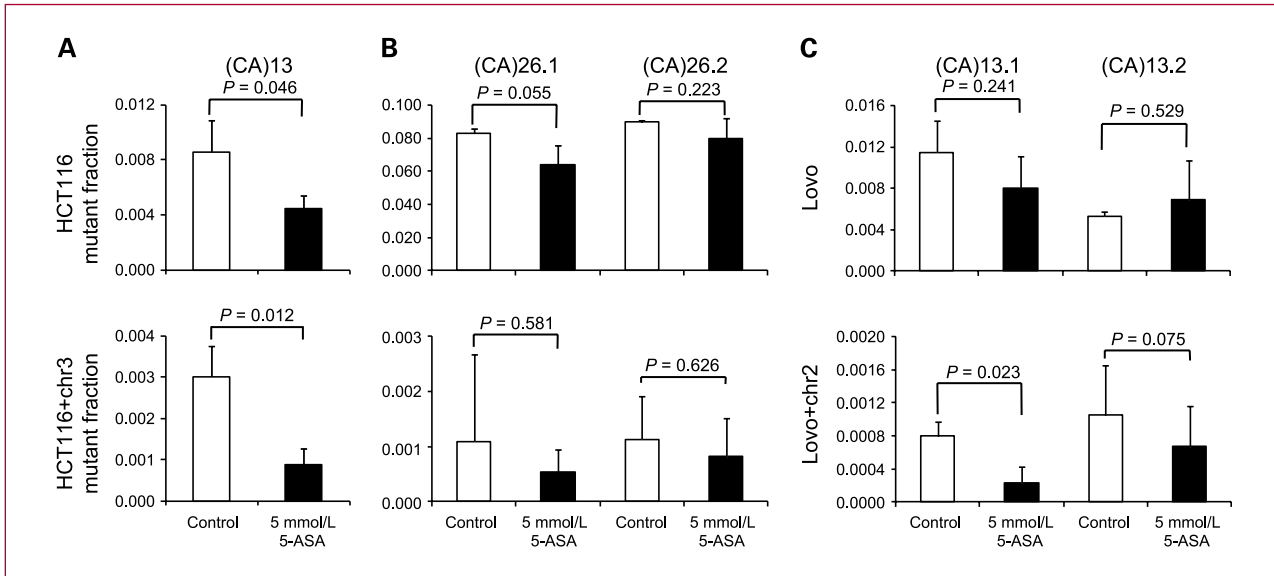 A
(CA)13
P = 0.046
0.012
0.008
0.004
0.000
HCT116
mutant fraction
P = 0.012
0.004
0.003
0.002
0.001
0.000
HCT116+chr3
mutant fraction
Control
5 mmol/L
5-ASA
B
(CA)26.1
(CA)26.2
P = 0.055
P = 0.223
0.100
0.080
0.060
0.040
0.020
0.000
P = 0.581
P = 0.626
0.003
0.002
0.001
0.000
Control
5 mmol/L
5-ASA
Control
5 mmol/L
5-ASA
C
(CA)13.1
(CA)13.2
P = 0.241
P = 0.529
0.016
0.012
0.008
0.004
0.000
Lovo
P = 0.023
P = 0.075
0.0020
0.0016
0.0012
0.0008
0.0004
0.0000
Lovo+chr2
Control
5 mmol/L
5-ASA
Control
5 mmol/L
5-ASA